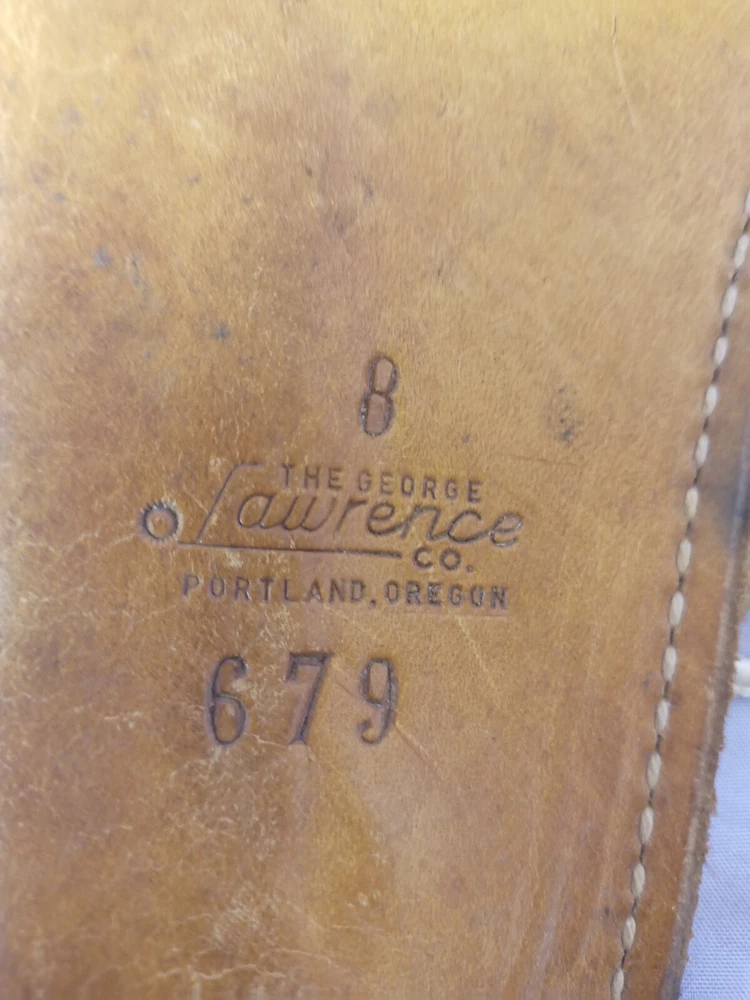 8
THE GEORGE
Lawrence
CO.
PORTLAND, OREGON
679